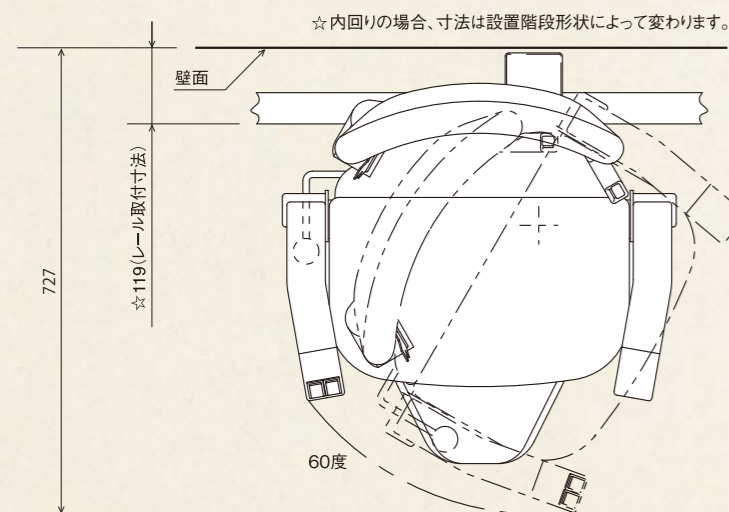 ☆内回りの場合、寸法は設置階段形状によって変わります。
壁面
☆119(レール取付寸法)
727
60度